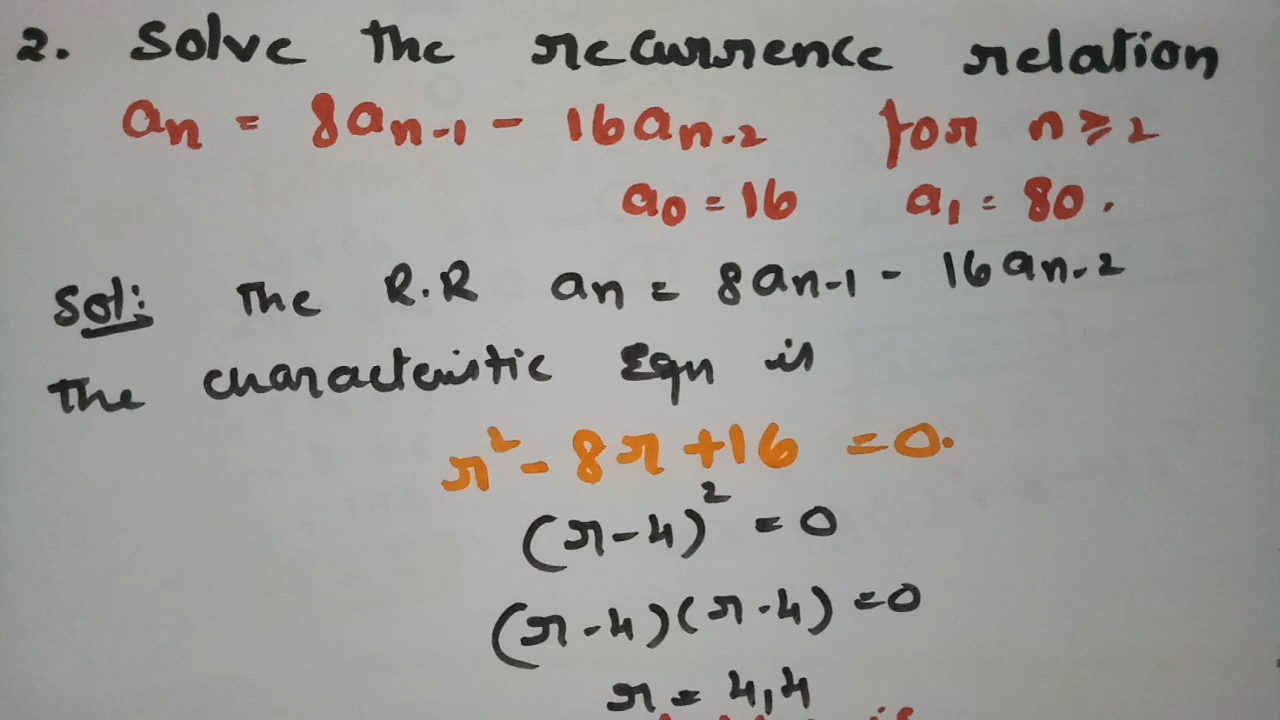 2. Solve the recurrence relation
an = 8an-1 - 16an-2 for n ≥ 2
a0 = 16 a1 = 80.
Sol: The R.R an = 8an-1 - 16an-2
The characteristic Eqn is
r² - 8r + 16 = 0.
(r-4)² = 0
(r-4)(r-4) = 0
r = 4,4
is